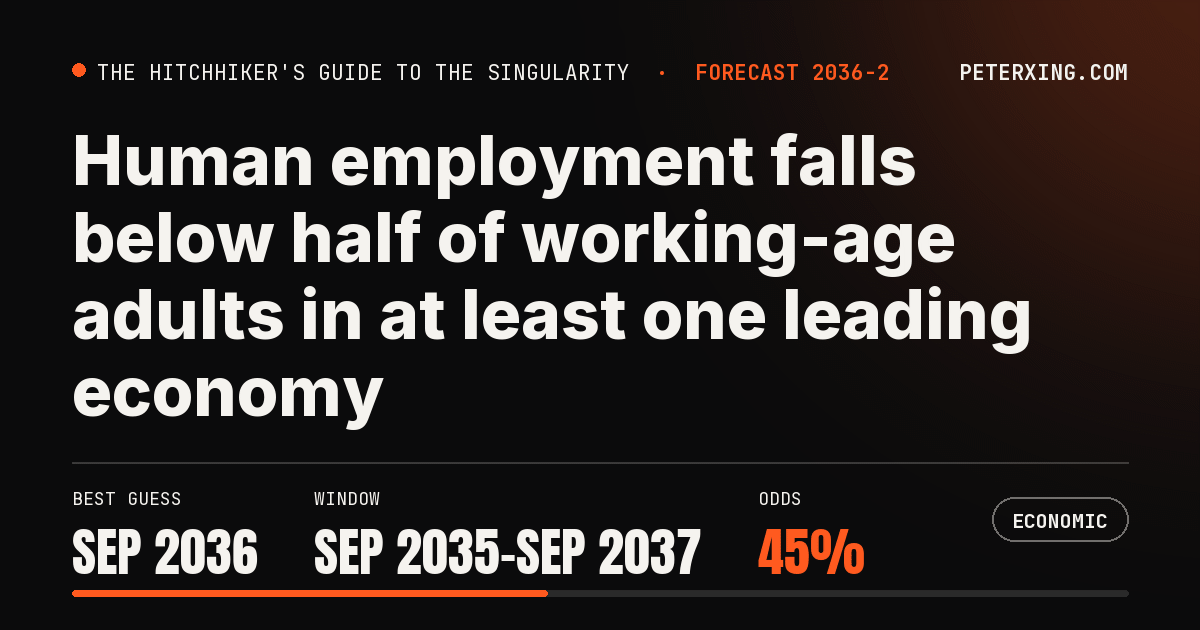 THE HITCHHIKER'S GUIDE TO THE SINGULARITY · FORECAST 2036-2 PETERXING.COM
Human employment falls
below half of working-age
adults in at least one leading
economy
BEST GUESS WINDOW ODDS
SEP 2036 SEP 2035-SEP 2037 45% ECONOMIC